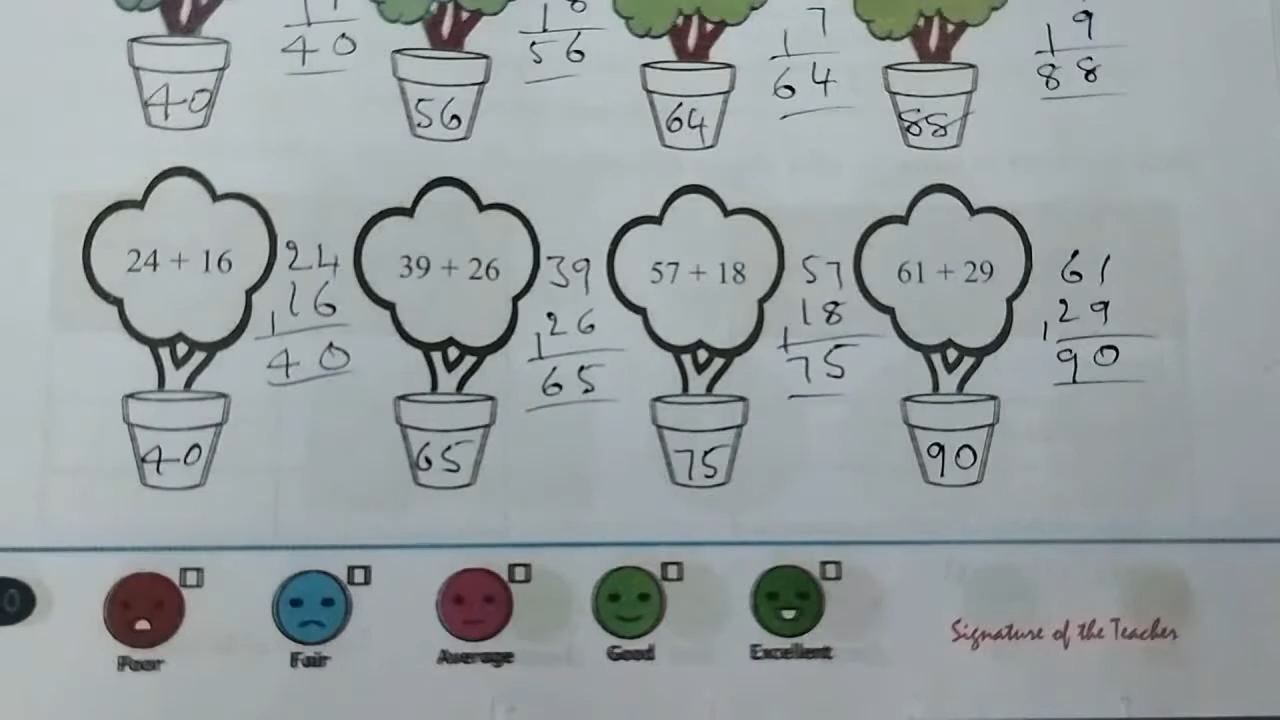 40
56
17
64
19
88
40
56
64
88
24 + 16
24
16
40
39 + 26
39
26
65
57 + 18
57
18
75
61 + 29
61
29
90
40
65
75
90
0
Poor
Fair
Average
Good
Excellent
Signature of the Teacher